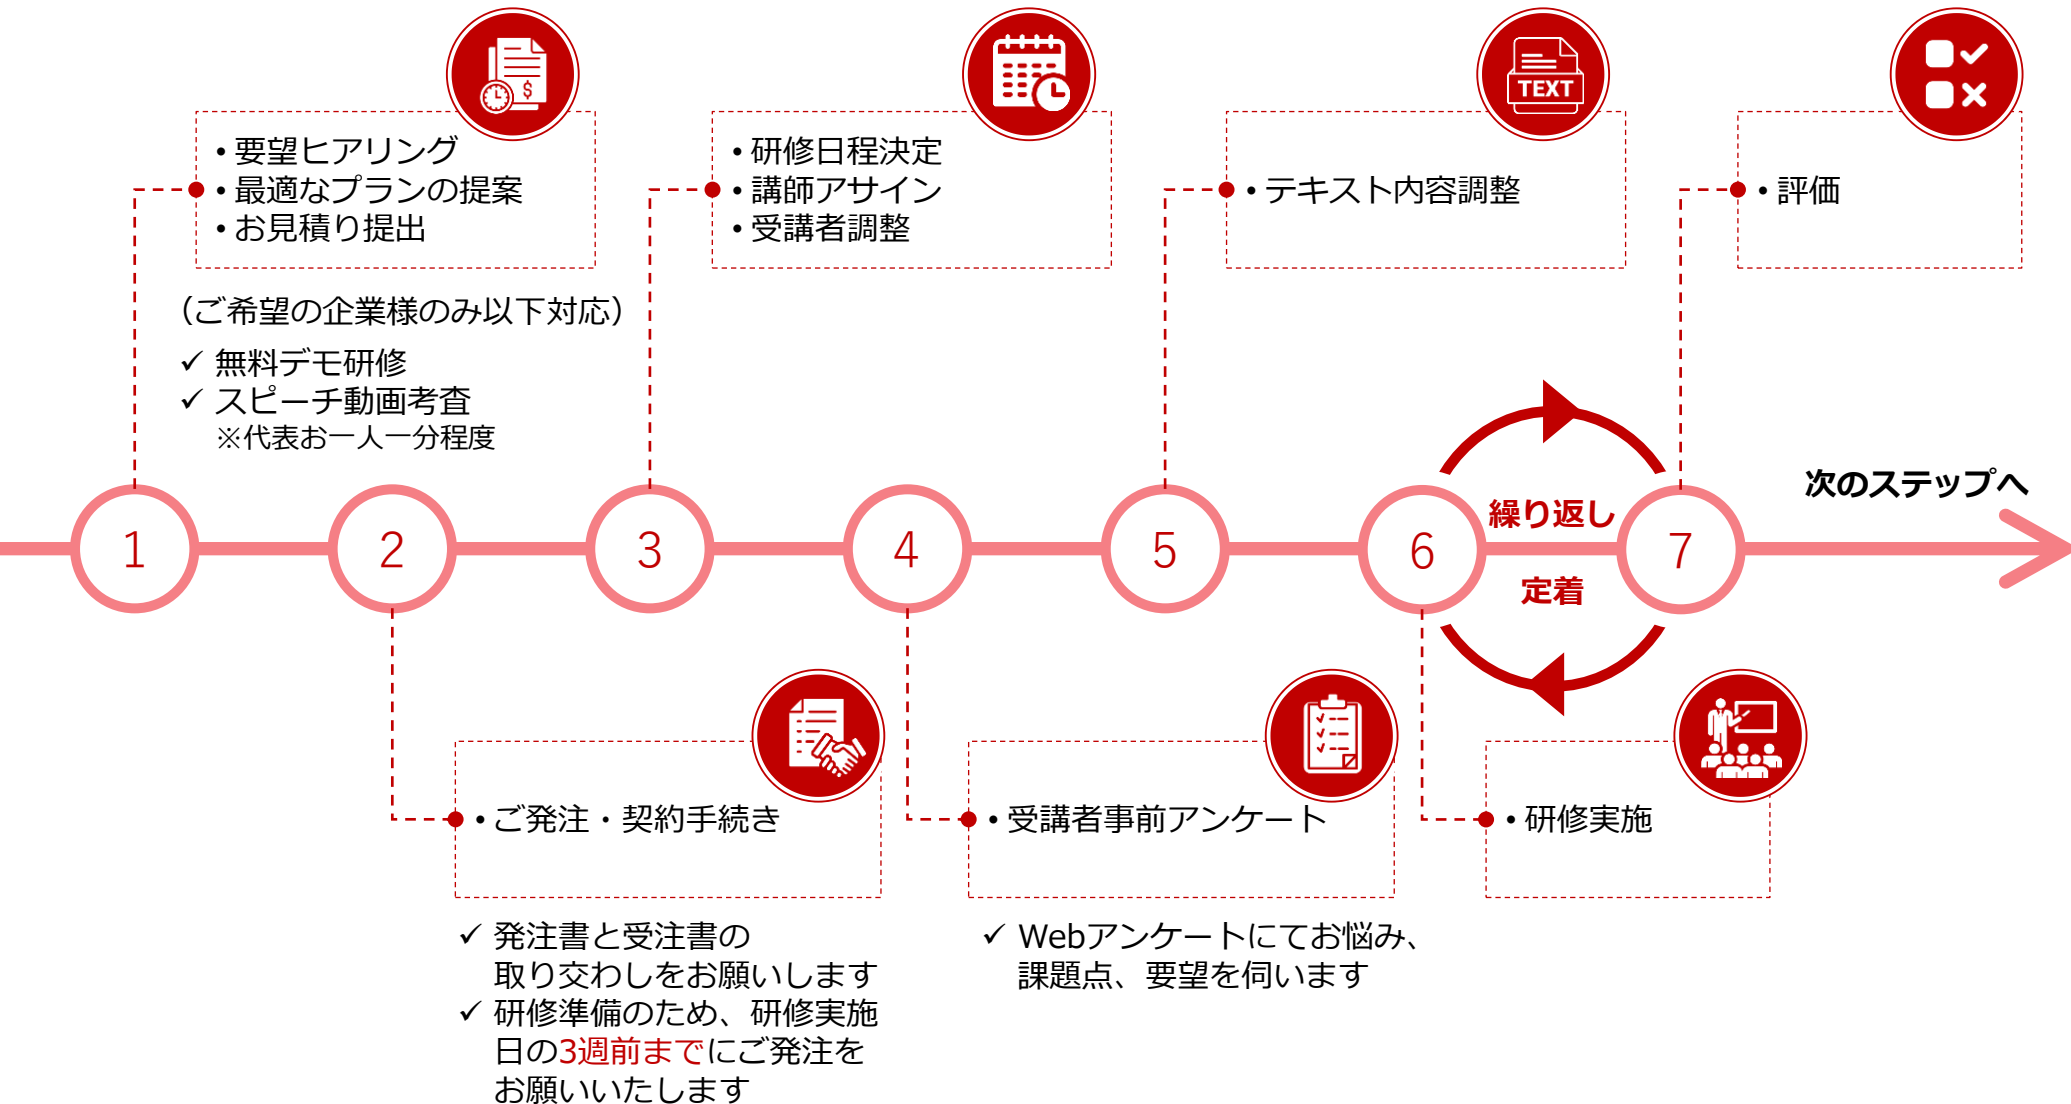 $
TEXT
•要望ヒアリング
•最適なプランの提案
•お見積り提出
•研修日程決定
•講師アサイン
•受講者調整
•テキスト内容調整
•評価
（ご希望の企業様のみ以下対応）
✓ 無料デモ研修
✓ スピーチ動画考査
※代表お一人一分程度
1
2
3
4
5
6
繰り返し
定着
7
次のステップへ
•ご発注・契約手続き
✓ 発注書と受注書の
取り交わしをお願いします
✓ 研修準備のため、研修実施
日の3週前までにご発注を
お願いいたします
•受講者事前アンケート
✓ Webアンケートにてお悩み、
課題点、要望を伺います
•研修実施